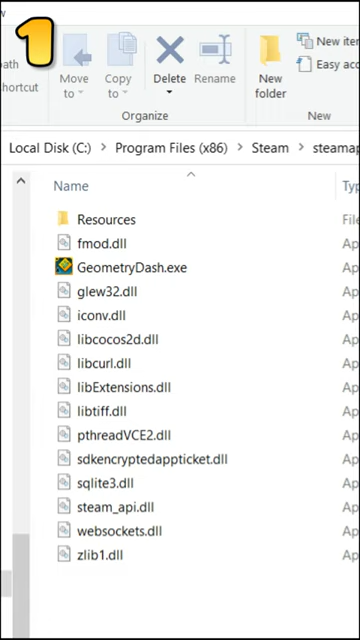 1
Move
to
Copy
to
Delete
Rename
New
folder
New item
Easy acc
Organize
New
Local Disk (C:) > Program Files (x86) > Steam > steamap
Name
Resources
fmod.dll
GeometryDash.exe
glew32.dll
iconv.dll
libcocos2d.dll
libcurl.dll
libExtensions.dll
libtiff.dll
pthreadVCE2.dll
sdkencryptedappticket.dll
sqlite3.dll
steam_api.dll
websockets.dll
zlib1.dll